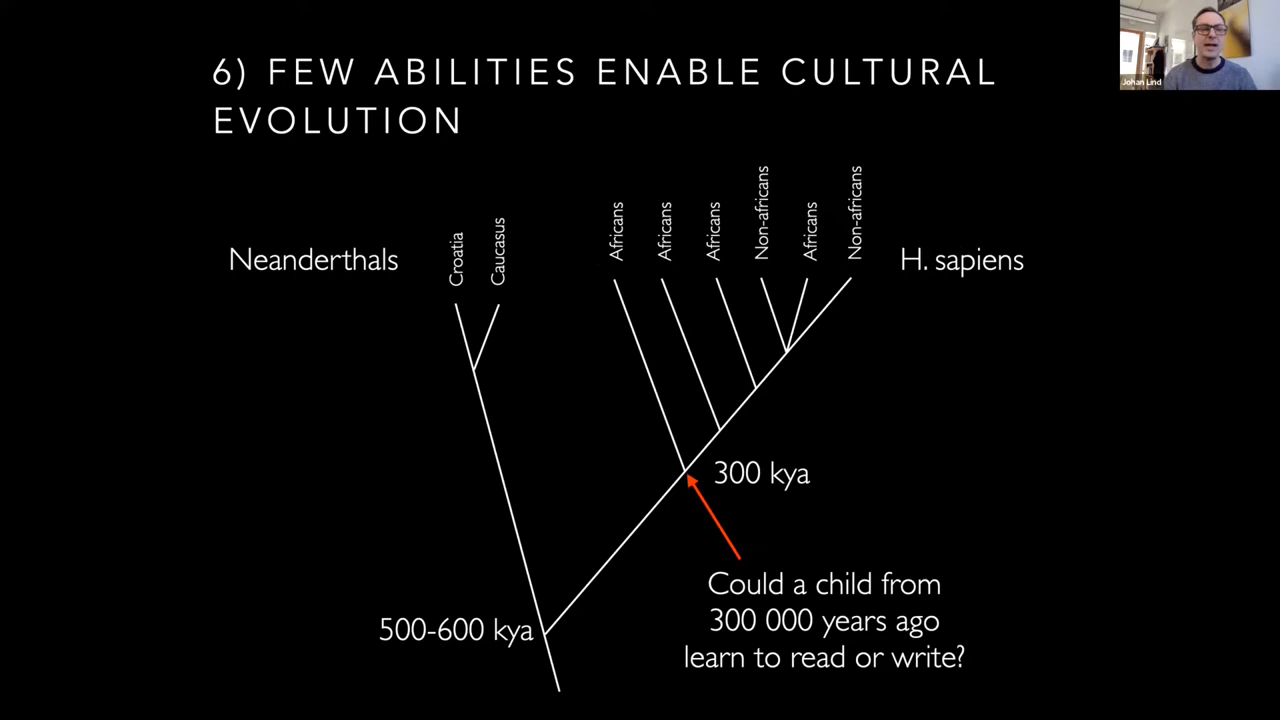 6) FEW ABILITIES ENABLE CULTURAL
EVOLUTION
Johan Lind
Neanderthals
Croatia
Caucasus
Africans
Africans
Africans
Non-africans
Africans
Non-africans
H. sapiens
300 kya
500-600 kya
Could a child from
300 000 years ago
learn to read or write?